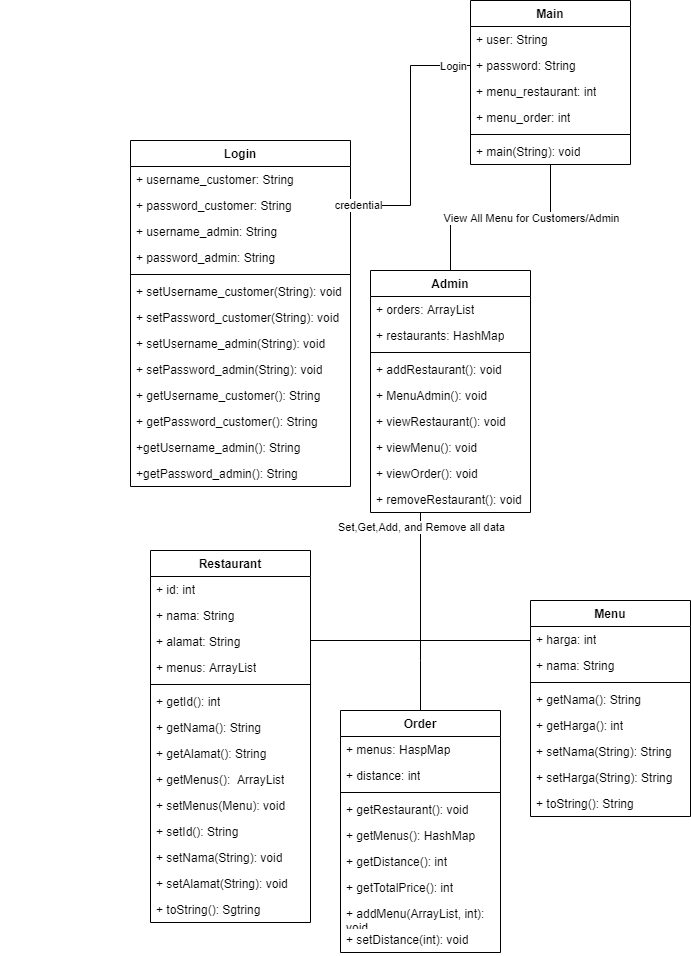 Main
+ user: String
+ password: String
+ menu_restaurant: int
+ menu_order: int
+ main(String): void
Login
credential
View All Menu for Customers/Admin
Login
+ username_customer: String
+ password_customer: String
+ username_admin: String
+ password_admin: String
+ setUsername_customer(String): void
+ setPassword_customer(String): void
+ setUsername_admin(String): void
+ setPassword_admin(String): void
+ getUsername_customer(): String
+ getPassword_customer(): String
+getUsername_admin(): String
+getPassword_admin(): String
Admin
+ orders: ArrayList
+ restaurants: HashMap
+ addRestaurant(): void
+ MenuAdmin(): void
+ viewRestaurant(): void
+ viewMenu(): void
+ viewOrder(): void
+ removeRestaurant(): void
Set,Get,Add, and Remove all data
Restaurant
+ id: int
+ nama: String
+ alamat: String
+ menus: ArrayList
+ getId(): int
+ getNama(): String
+ getAlamat(): String
+ getMenus():  ArrayList
+ setMenus(Menu): void
+ setId(): String
+ setNama(String): void
+ setAlamat(String): void
+ toString(): Sgtring
Order
+ menus: HaspMap
+ distance: int
+ getRestaurant(): void
+ getMenus(): HashMap
+ getDistance(): int
+ getTotalPrice(): int
+ addMenu(ArrayList, int):
void
+ setDistance(int): void
Menu
+ harga: int
+ nama: String
+ getNama(): String
+ getHarga(): int
+ setNama(String): String
+ setHarga(String): String
+ toString(): String